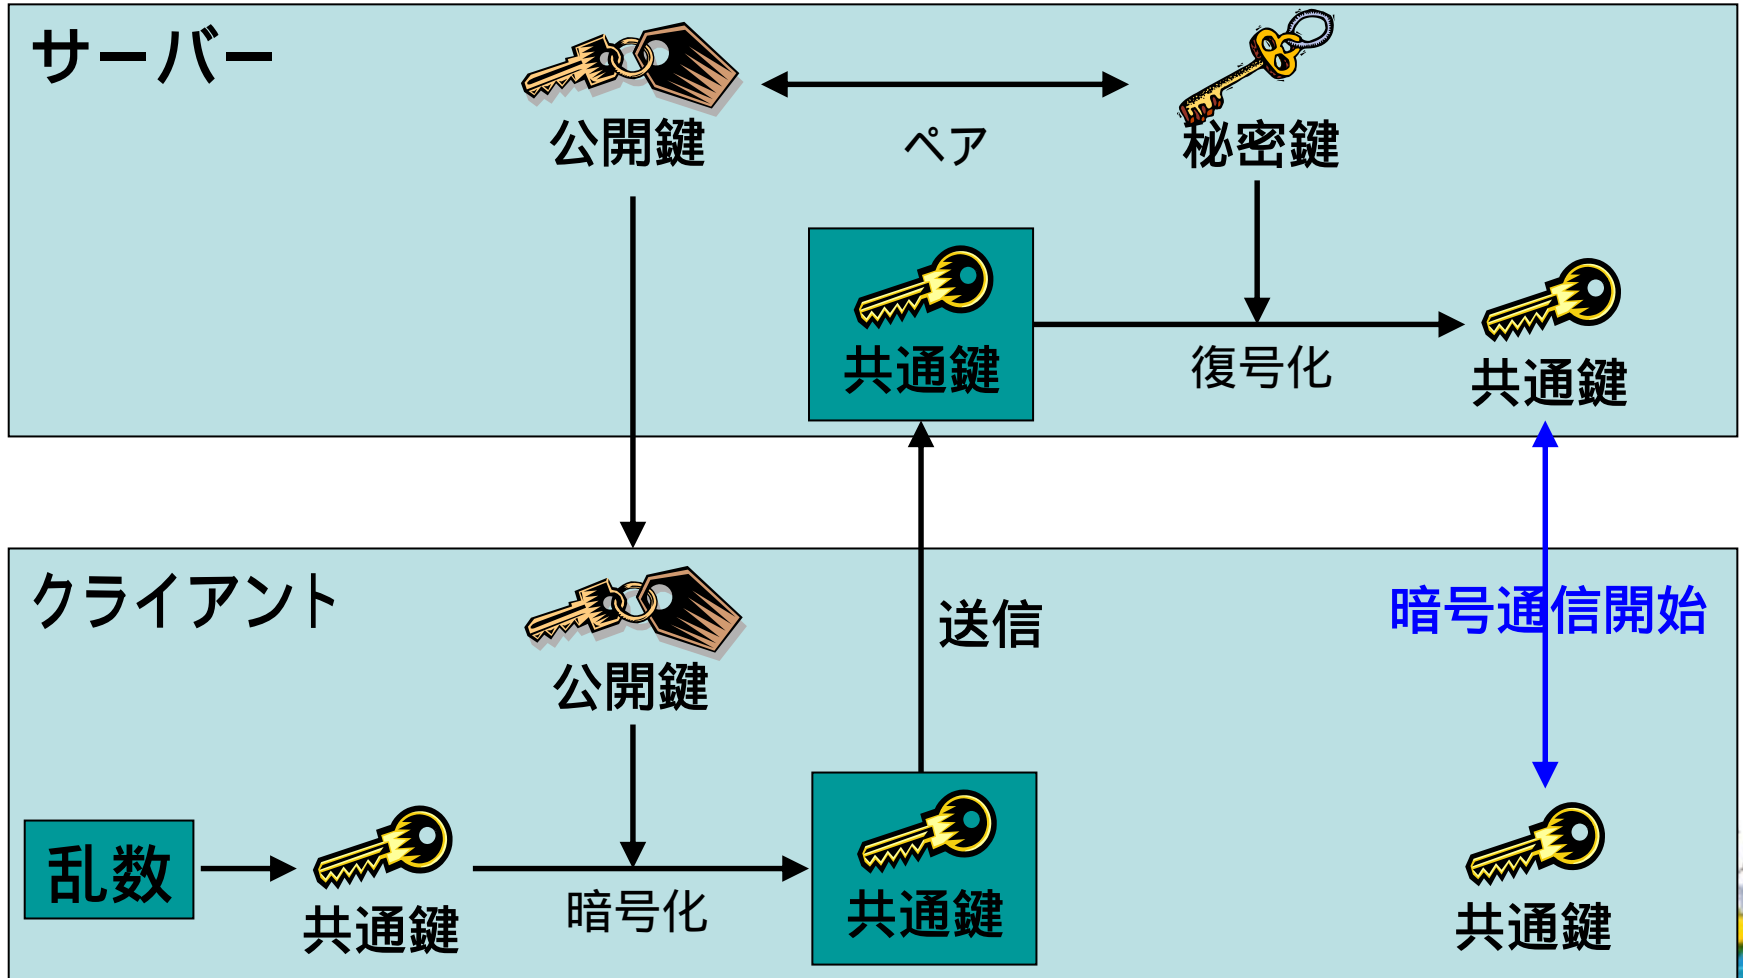 サーバー
公開鍵
ペア
秘密鍵
共通鍵
復号化
共通鍵
クライアント
公開鍵
送信
暗号通信開始
乱数
共通鍵
暗号化
共通鍵
共通鍵